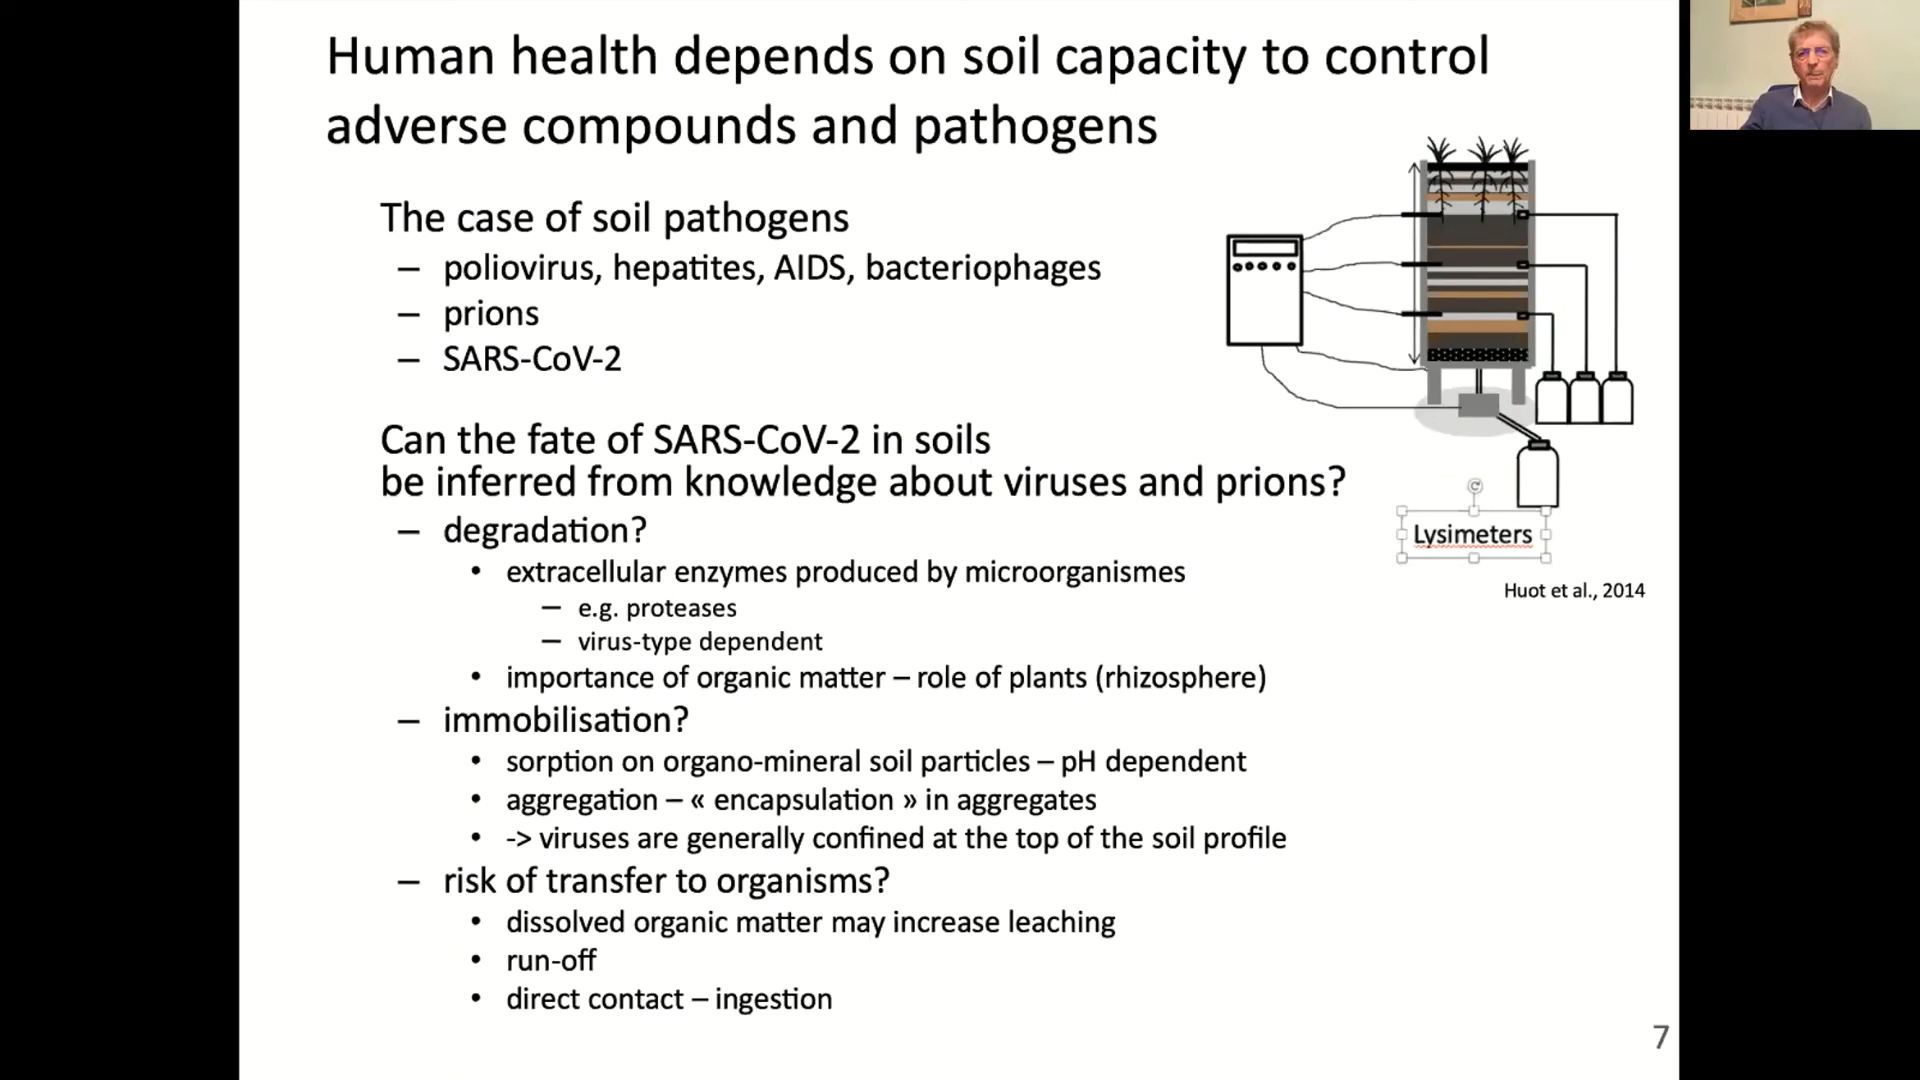 Human health depends on soil capacity to control
adverse compounds and pathogens
The case of soil pathogens
– poliovirus, hepatites, AIDS, bacteriophages
– prions
– SARS-CoV-2
Can the fate of SARS-CoV-2 in soils
be inferred from knowledge about viruses and prions?
– degradation?
• extracellular enzymes produced by microorganismes
– e.g. proteases
– virus-type dependent
• importance of organic matter – role of plants (rhizosphere)
– immobilisation?
• sorption on organo-mineral soil particles – pH dependent
• aggregation – « encapsulation » in aggregates
• -> viruses are generally confined at the top of the soil profile
– risk of transfer to organisms?
• dissolved organic matter may increase leaching
• run-off
• direct contact – ingestion
Lysimeters
Huot et al., 2014
7